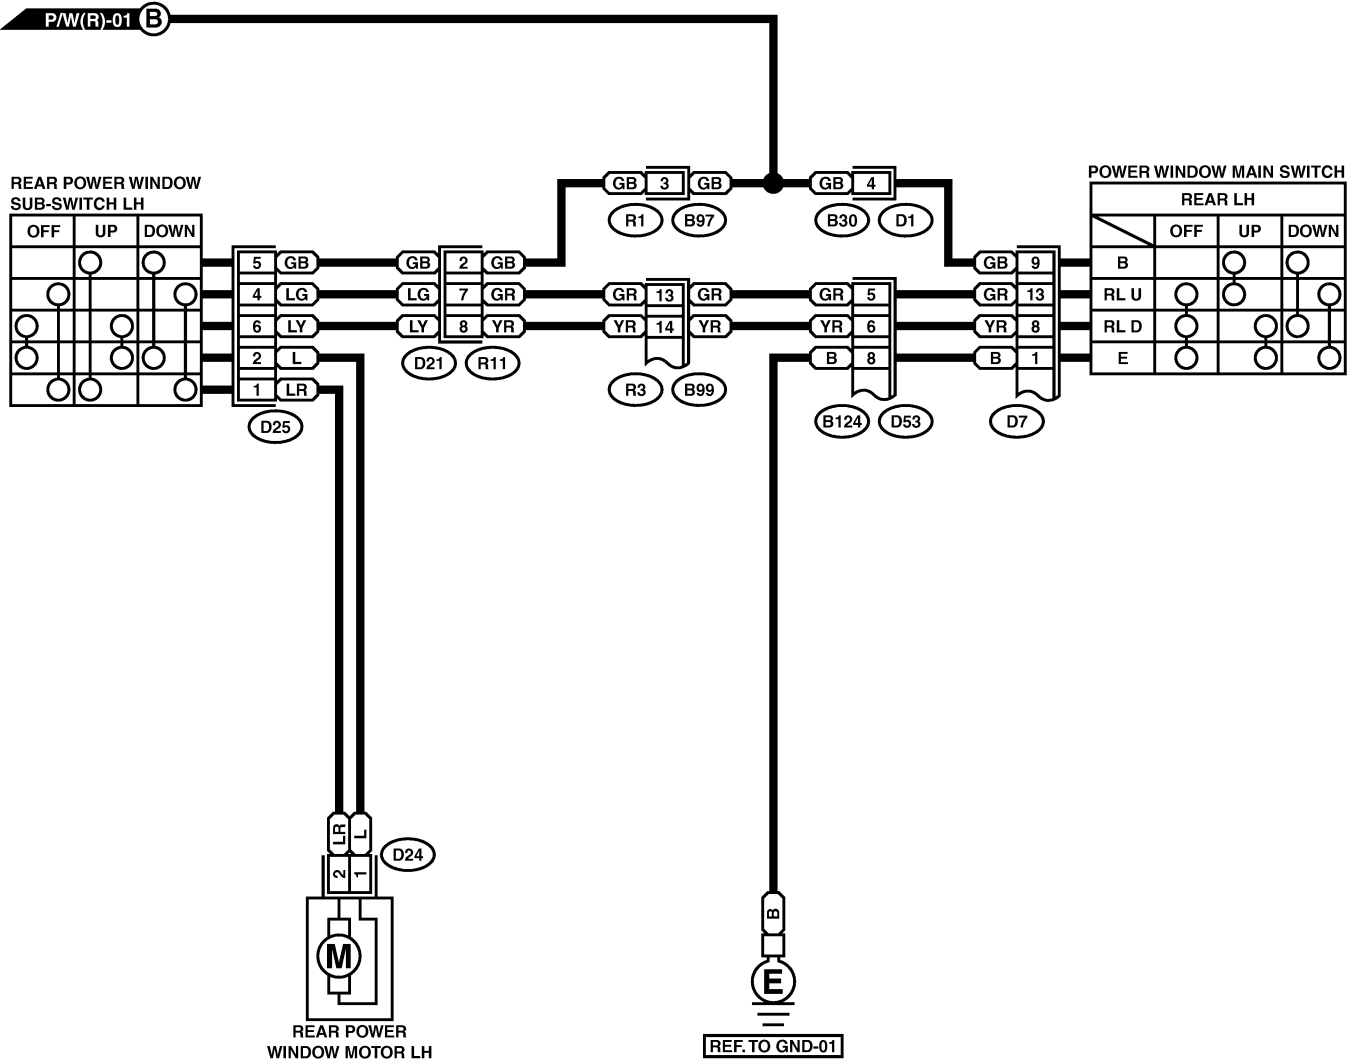 P/W(R)-01 B
POWER WINDOW MAIN SWITCH
REAR LH
OFF UP DOWN
B
RL U
RL D
E
REAR POWER WINDOW
SUB-SWITCH LH
OFF UP DOWN
GB 3 GB
GB 4
R1 B97
B30 D1
5 GB GB 2 GB
GB 9
4 LG LG 7 GR GR 13 GR GR 5 GR 13
6 LY LY 8 YR YR 14 YR YR 6 YR 8
2 L
B 8 B 1
1 LR
D21 R11
R3 B99
B124 D53
D7
D25
LR L
2 1
D24
M
REAR POWER
WINDOW MOTOR LH
B
E
REF. TO GND-01